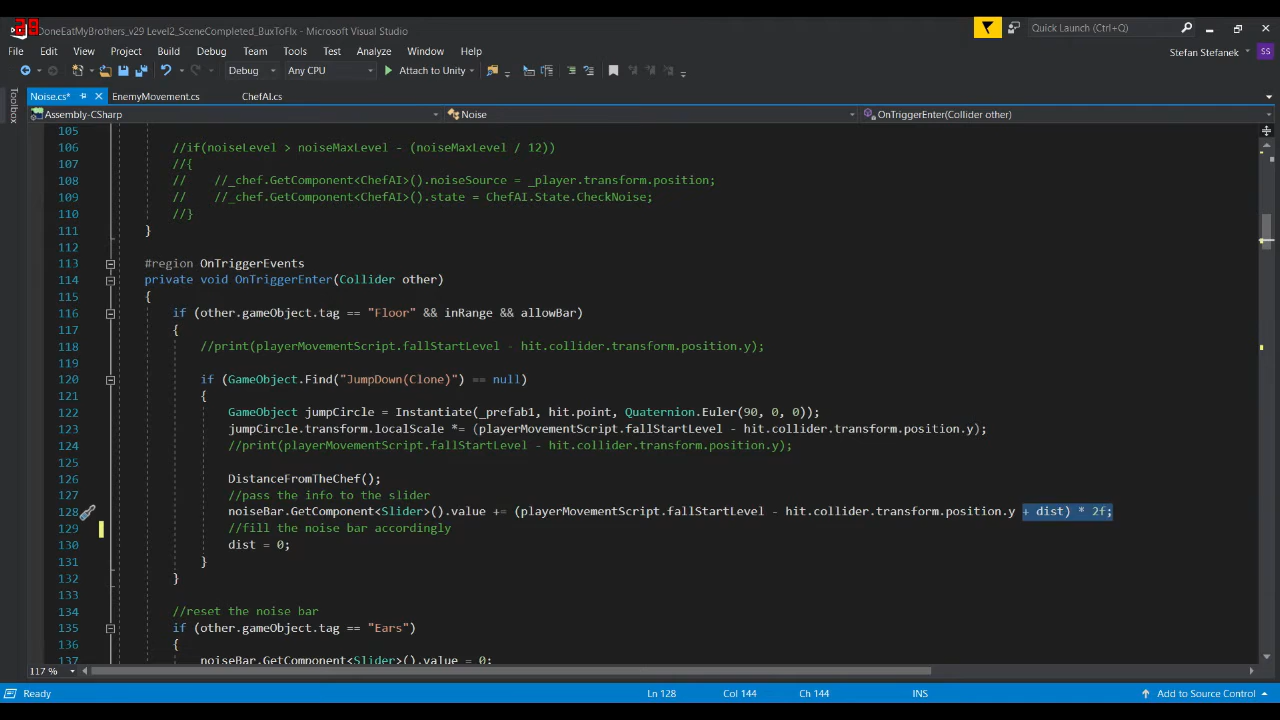 29
DoneEatMyBrothers_v29 Level2_SceneCompleted_BuxToFIx - Microsoft Visual Studio
Quick Launch (Ctrl+Q)
File Edit View Project Build Debug Team Tools Test Analyze Window Help
Stefan Stefanek
SS
Debug Any CPU Attach to Unity
Toolbox
Noise.cs* EnemyMovement.cs ChefAI.cs
Assembly-CSharp Noise OnTriggerEnter(Collider other)
105
106 //if(noiseLevel > noiseMaxLevel - (noiseMaxLevel / 12))
107 //{
108 // //_chef.GetComponent<ChefAI>().noiseSource = _player.transform.position;
109 // //_chef.GetComponent<ChefAI>().state = ChefAI.State.CheckNoise;
110 //}
111 }
112
113 #region OnTriggerEvents
114 private void OnTriggerEnter(Collider other)
115 {
116 if (other.gameObject.tag == "Floor" && inRange && allowBar)
117 {
118 //print(playerMovementScript.fallStartLevel - hit.collider.transform.position.y);
119
120 if (GameObject.Find("JumpDown(Clone)") == null)
121 {
122 GameObject jumpCircle = Instantiate(_prefab1, hit.point, Quaternion.Euler(90, 0, 0));
123 jumpCircle.transform.localScale *= (playerMovementScript.fallStartLevel - hit.collider.transform.position.y);
124 //print(playerMovementScript.fallStartLevel - hit.collider.transform.position.y);
125
126 DistanceFromTheChef();
127 //pass the info to the slider
128 noiseBar.GetComponent<Slider>().value += (playerMovementScript.fallStartLevel - hit.collider.transform.position.y + dist) * 2f;
129 //fill the noise bar accordingly
130 dist = 0;
131 }
132 }
133
134 //reset the noise bar
135 if (other.gameObject.tag == "Ears")
136 {
137 noiseBar.GetComponent<Slider>().value = 0;
117 %
Ready Ln 128 Col 144 Ch 144 INS Add to Source Control